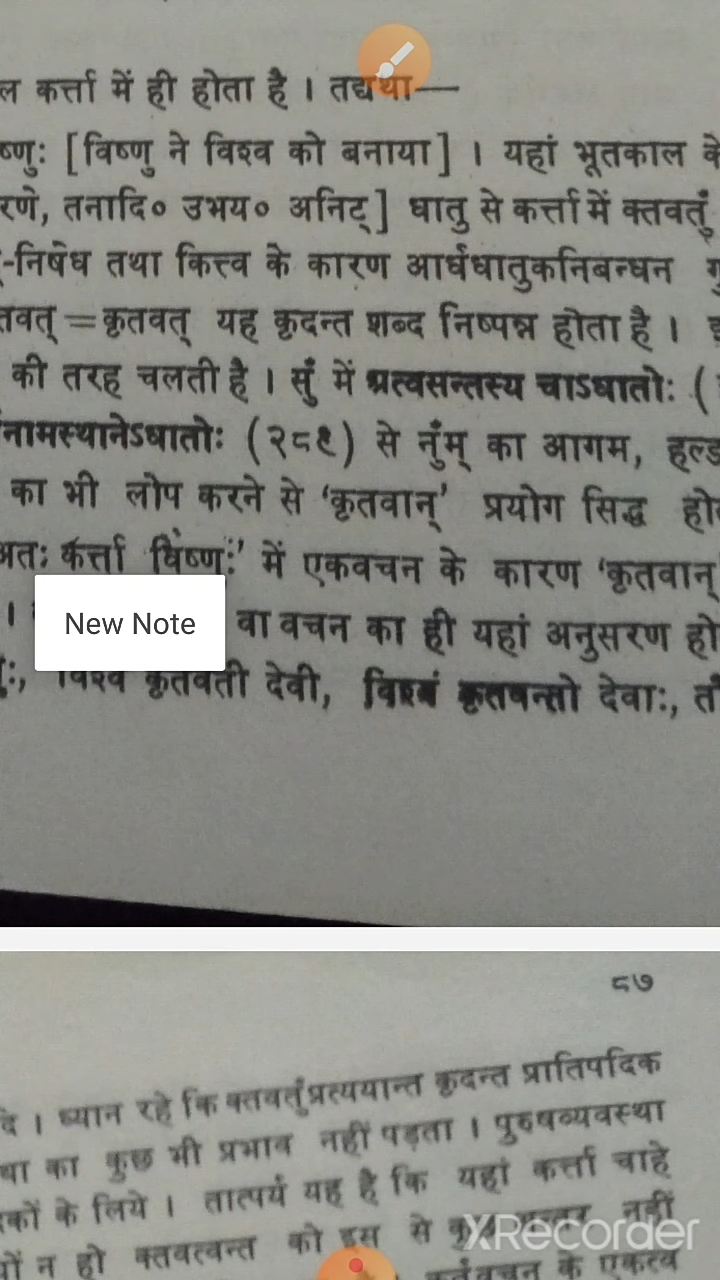 ल कर्त्ता में ही होता है । तद्यथा—
ष्णुः [विष्णु ने विश्व को बनाया] । यहां भूतकाल के
रणे, तनादि० उभय० अनिट्] धातु से कर्त्ता में क्तवतुँ
-निषेध तथा कित्त्व के कारण आर्धधातुकनिबन्धन गु
तवत्=कृतवत् यह कृदन्त शब्द निष्पन्न होता है ।
की तरह चलती है । सुँ में अत्वसन्तस्य चाऽधातोः (
नामस्थानेऽधातोः (२८९) से नुँम् का आगम, हल्ङ
का भी लोप करने से ‘कृतवान्’ प्रयोग सिद्ध हो
अतः कर्त्ता विष्णुः’ में एकवचन के कारण ‘कृतवान्
।
New Note
वा वचन का ही यहां अनुसरण हो
ुः, विश्वं कृतवती देवी, विश्वं कृतवन्तो देवाः,
८७
दि । ध्यान रहे कि क्तवतुँप्रत्ययान्त कृदन्त प्रातिपदिक
था का कुछ भी प्रभाव नहीं पड़ता । पुरुषव्यवस्था
दकों के लिये । तात्पर्य यह है कि यहां कर्त्ता चाहे
यों न हो क्तवत्वन्त को इस से नहीं
के एकत्व
XRecorder